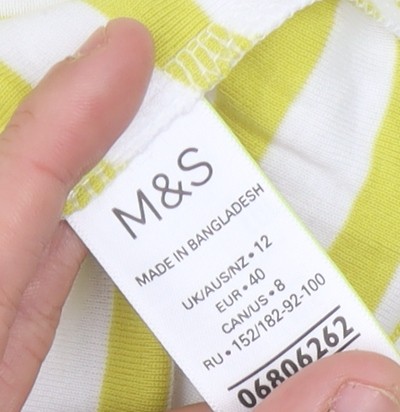 M&S
MADE IN BANGLADESH
UK/AUS/NZ • 12
EUR • 40
CAN/US • 8
RU • 152/182-92-100
06806262